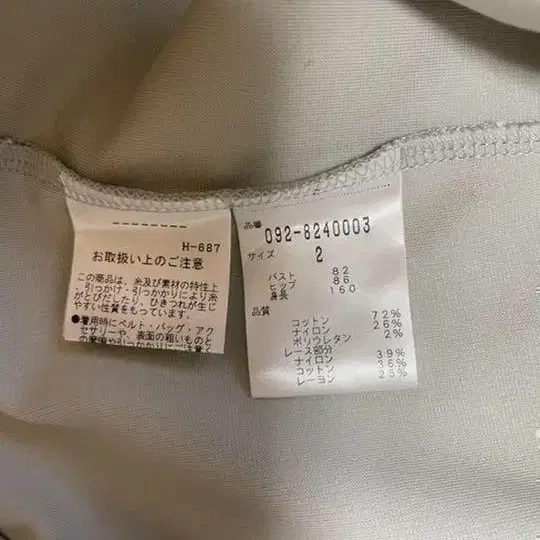 ---------
H-687
お取扱い上のご注意
この商品は、糸及び素材の特性上
、引っかけ・引っかかりにより糸
がとびだしたり、ひきつれが生じ
やすい性質をもっています。
●着用時にベルト・バッグ・アク
セサリーや、表面の粗いものと
品番 092-8240003
サイズ 2
バスト 82
ヒップ 86
身長 160
品質
コットン 72%
ナイロン 26%
ポリウレタン 2%
レース部分
ナイロン 39%
コットン 36%
レーヨン 25%